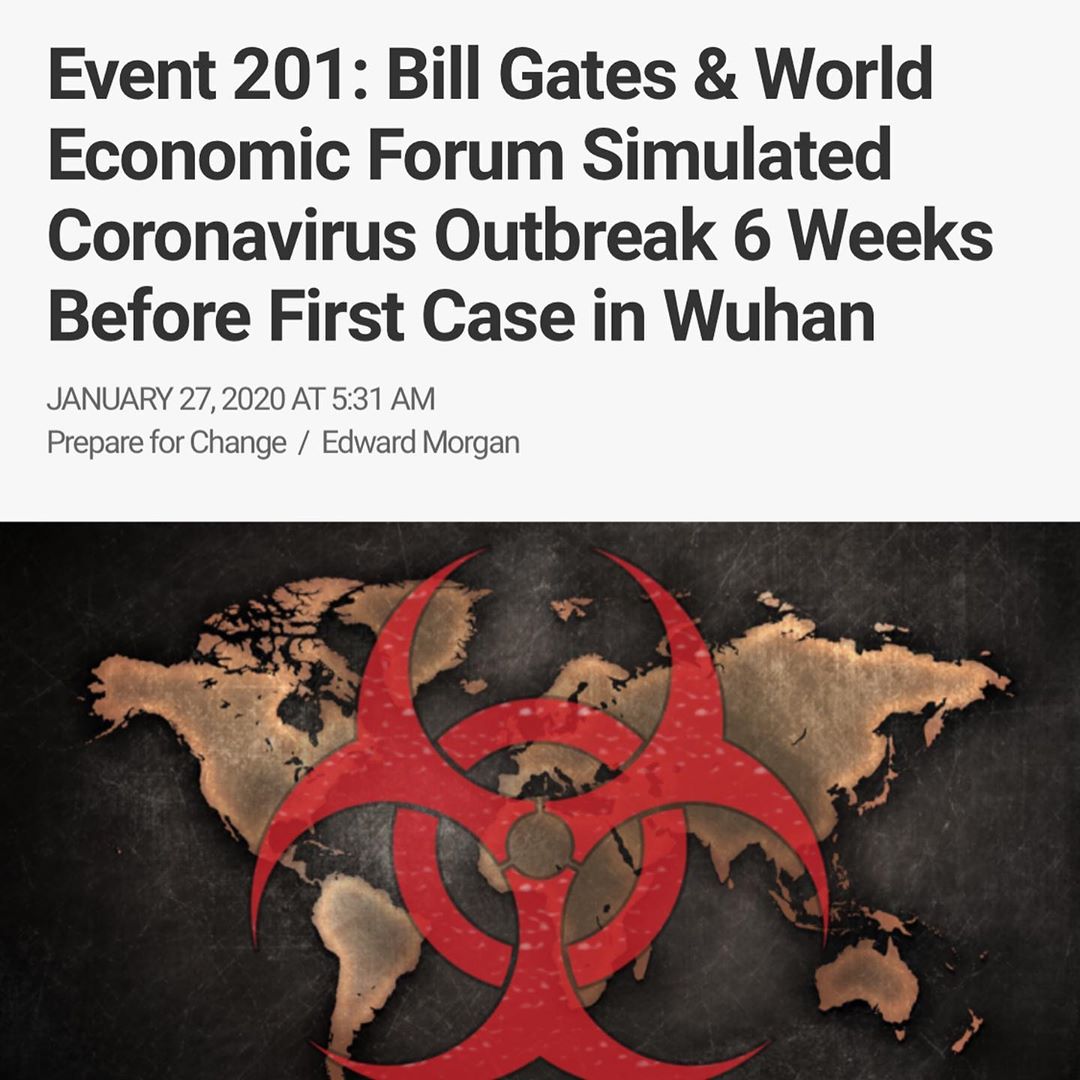 Event 201: Bill Gates & World
Economic Forum Simulated
Coronavirus Outbreak 6 Weeks
Before First Case in Wuhan
JANUARY 27, 2020 AT 5:31 AM
Prepare for Change / Edward Morgan